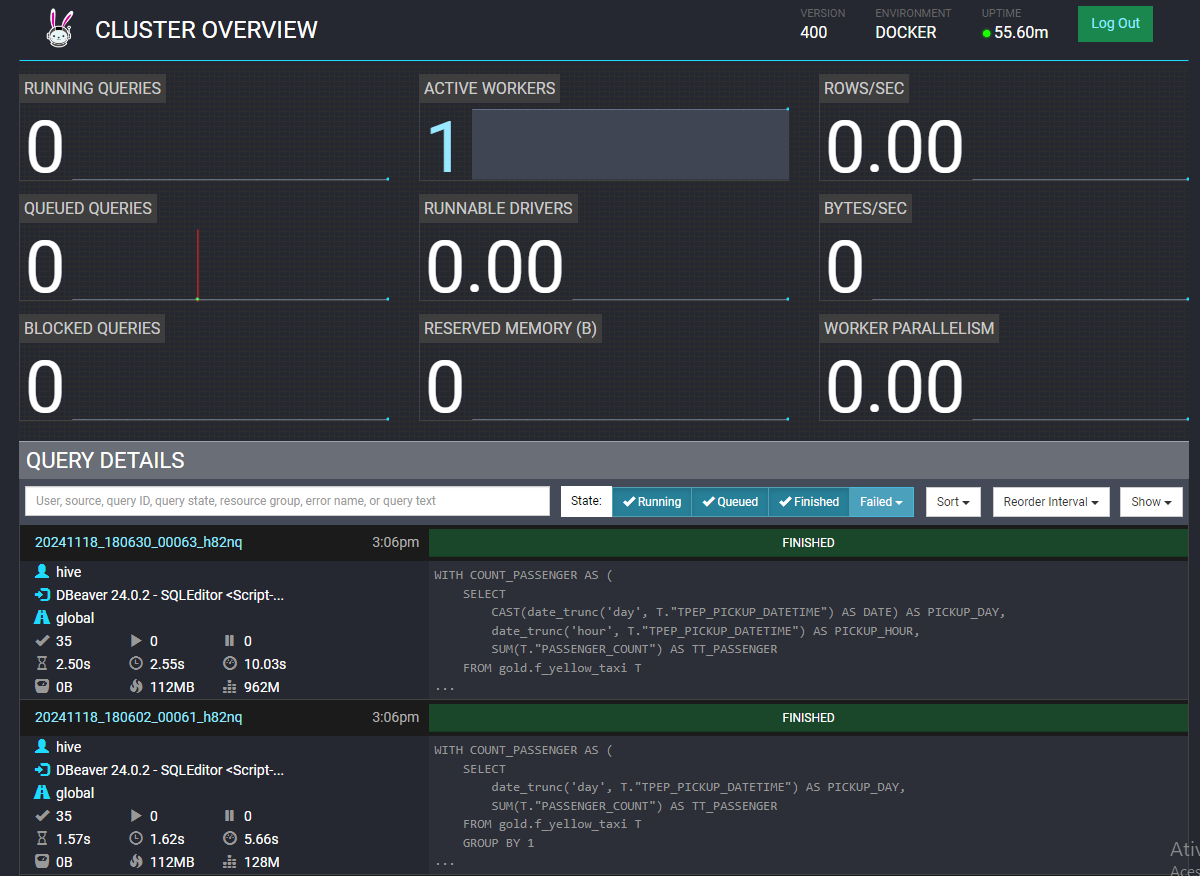 CLUSTER OVERVIEW
VERSION
400
ENVIRONMENT
DOCKER
UPTIME
55.60m
Log Out
RUNNING QUERIES
0
ACTIVE WORKERS
1
ROWS/SEC
0.00
QUEUED QUERIES
0
RUNNABLE DRIVERS
0.00
BYTES/SEC
0
BLOCKED QUERIES
0
RESERVED MEMORY (B)
0
WORKER PARALLELISM
0.00
QUERY DETAILS
User, source, query ID, query state, resource group, error name, or query text
State: Running Queued Finished Failed Sort Reorder Interval Show
20241118_180630_00063_h82nq 3:06pm FINISHED
hive
DBeaver 24.0.2 - SQLEditor <Script-...
global
35 0 0
2.50s 2.55s 10.03s
0B 112MB 962M
WITH COUNT_PASSENGER AS (
SELECT
CAST(date_trunc('day', T."TPEP_PICKUP_DATETIME") AS DATE) AS PICKUP_DAY,
date_trunc('hour', T."TPEP_PICKUP_DATETIME") AS PICKUP_HOUR,
SUM(T."PASSENGER_COUNT") AS TT_PASSENGER
FROM gold.f_yellow_taxi T
...
20241118_180602_00061_h82nq 3:06pm FINISHED
hive
DBeaver 24.0.2 - SQLEditor <Script-...
global
35 0 0
1.57s 1.62s 5.66s
0B 112MB 128M
WITH COUNT_PASSENGER AS (
SELECT
date_trunc('day', T."TPEP_PICKUP_DATETIME") AS PICKUP_DAY,
SUM(T."PASSENGER_COUNT") AS TT_PASSENGER
FROM gold.f_yellow_taxi T
GROUP BY 1
...